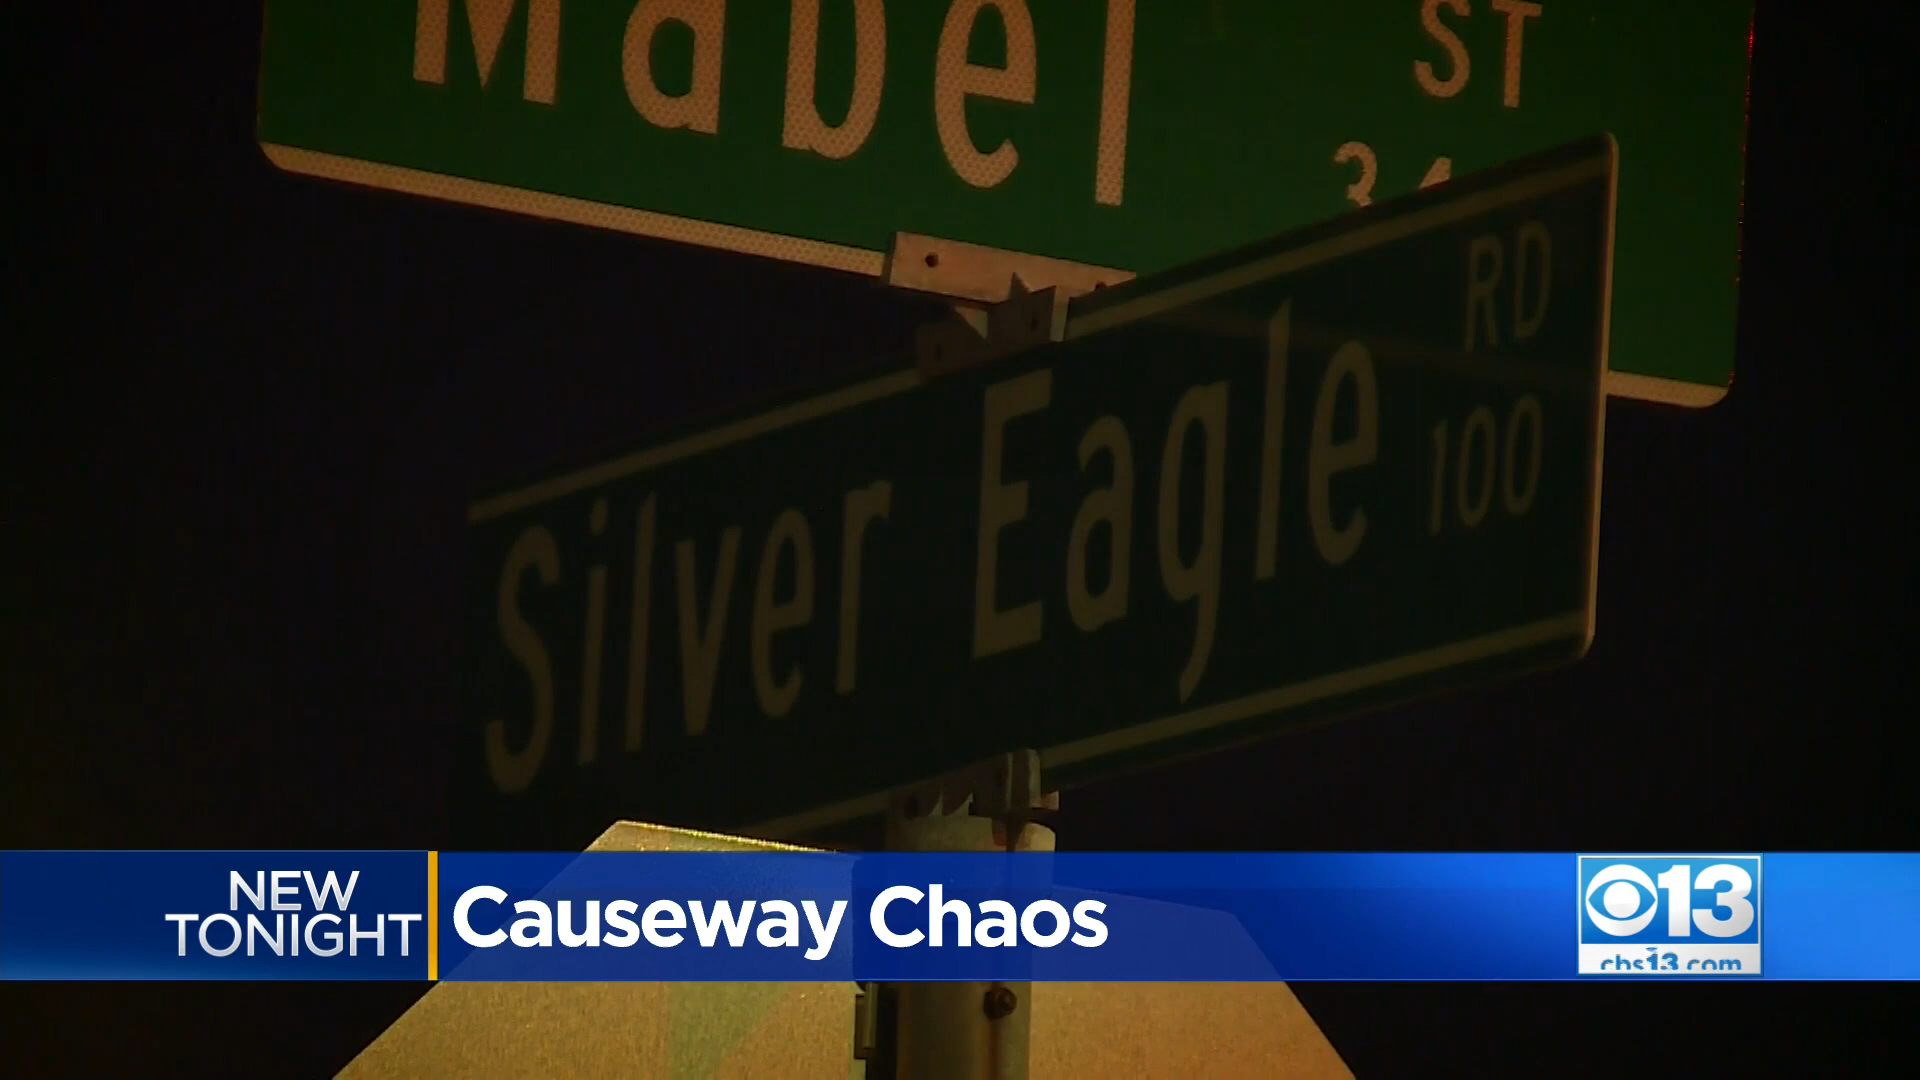 Mabel ST
Silver Eagle RD
100
NEW
TONIGHT
Causeway Chaos
13
cbs13.com